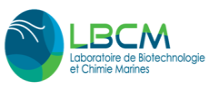 LBCM
Laboratoire de Biotechnologie
et Chimie Marines